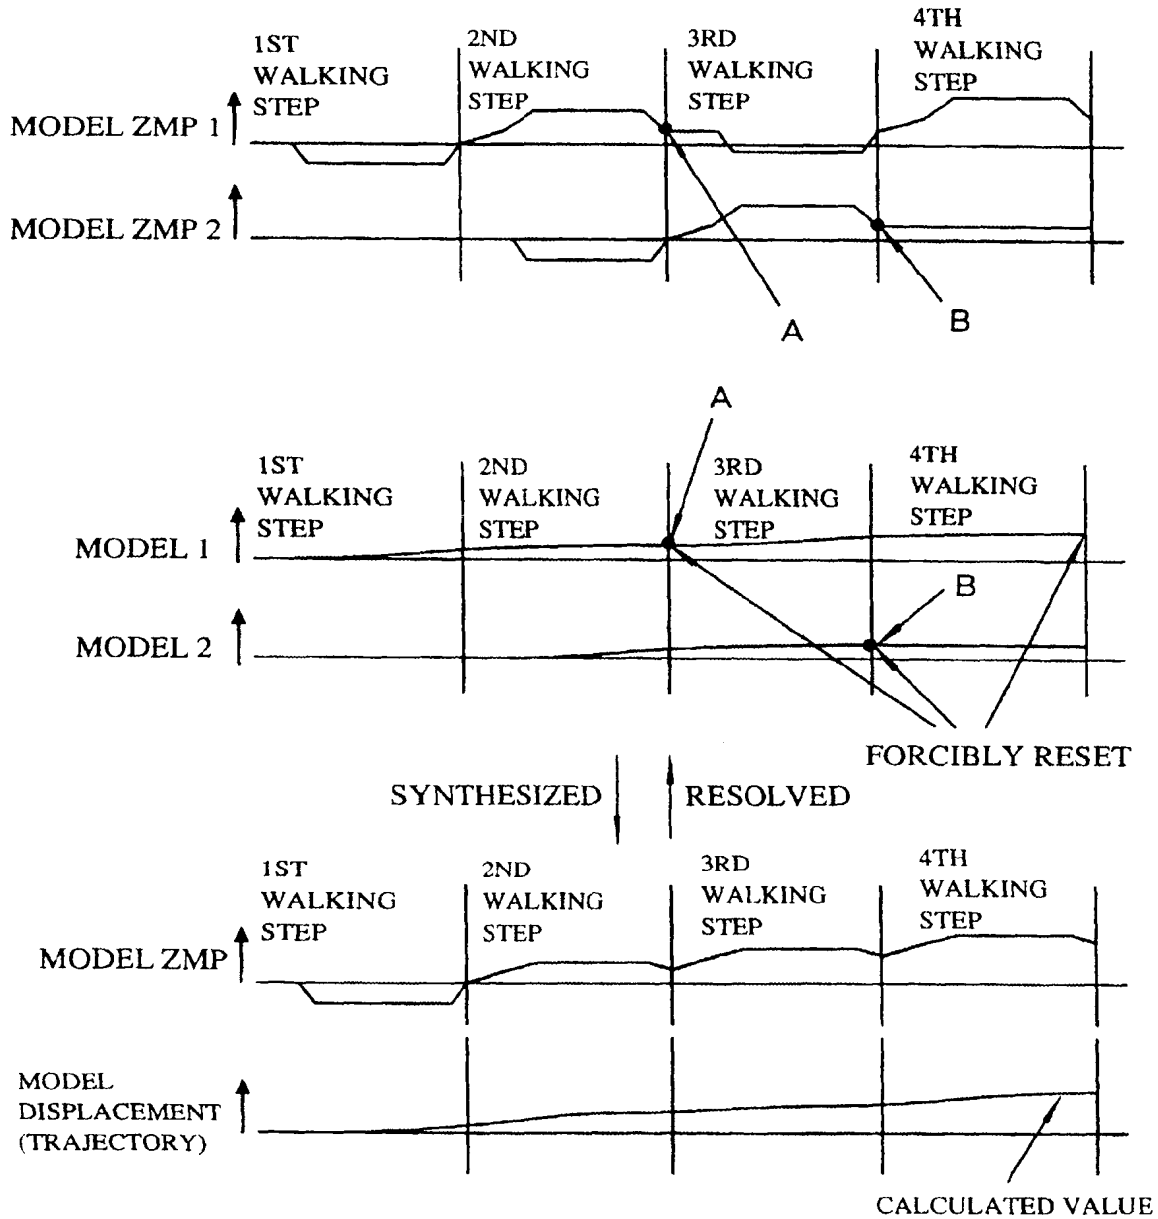 1ST
WALKING
STEP
2ND
WALKING
STEP
3RD
WALKING
STEP
4TH
WALKING
STEP
MODEL ZMP 1
MODEL ZMP 2
A
B
A
1ST
WALKING
STEP
2ND
WALKING
STEP
3RD
WALKING
STEP
4TH
WALKING
STEP
MODEL 1
B
MODEL 2
FORCIBLY RESET
SYNTHESIZED
RESOLVED
1ST
WALKING
STEP
2ND
WALKING
STEP
3RD
WALKING
STEP
4TH
WALKING
STEP
MODEL ZMP
MODEL
DISPLACEMENT
(TRAJECTORY)
CALCULATED VALUE